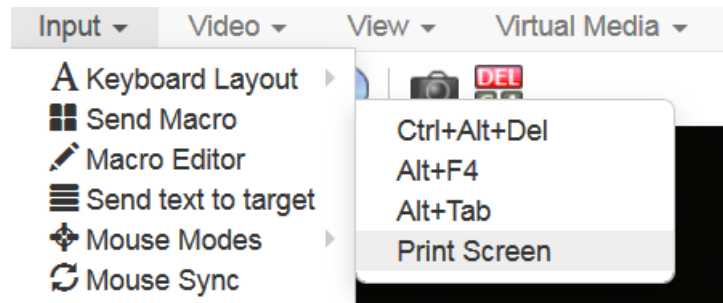 Input Video View Virtual Media
A Keyboard Layout
DEL
Send Macro
Ctrl+Alt+Del
Macro Editor
Alt+F4
Send text to target
Alt+Tab
Mouse Modes
Print Screen
Mouse Sync